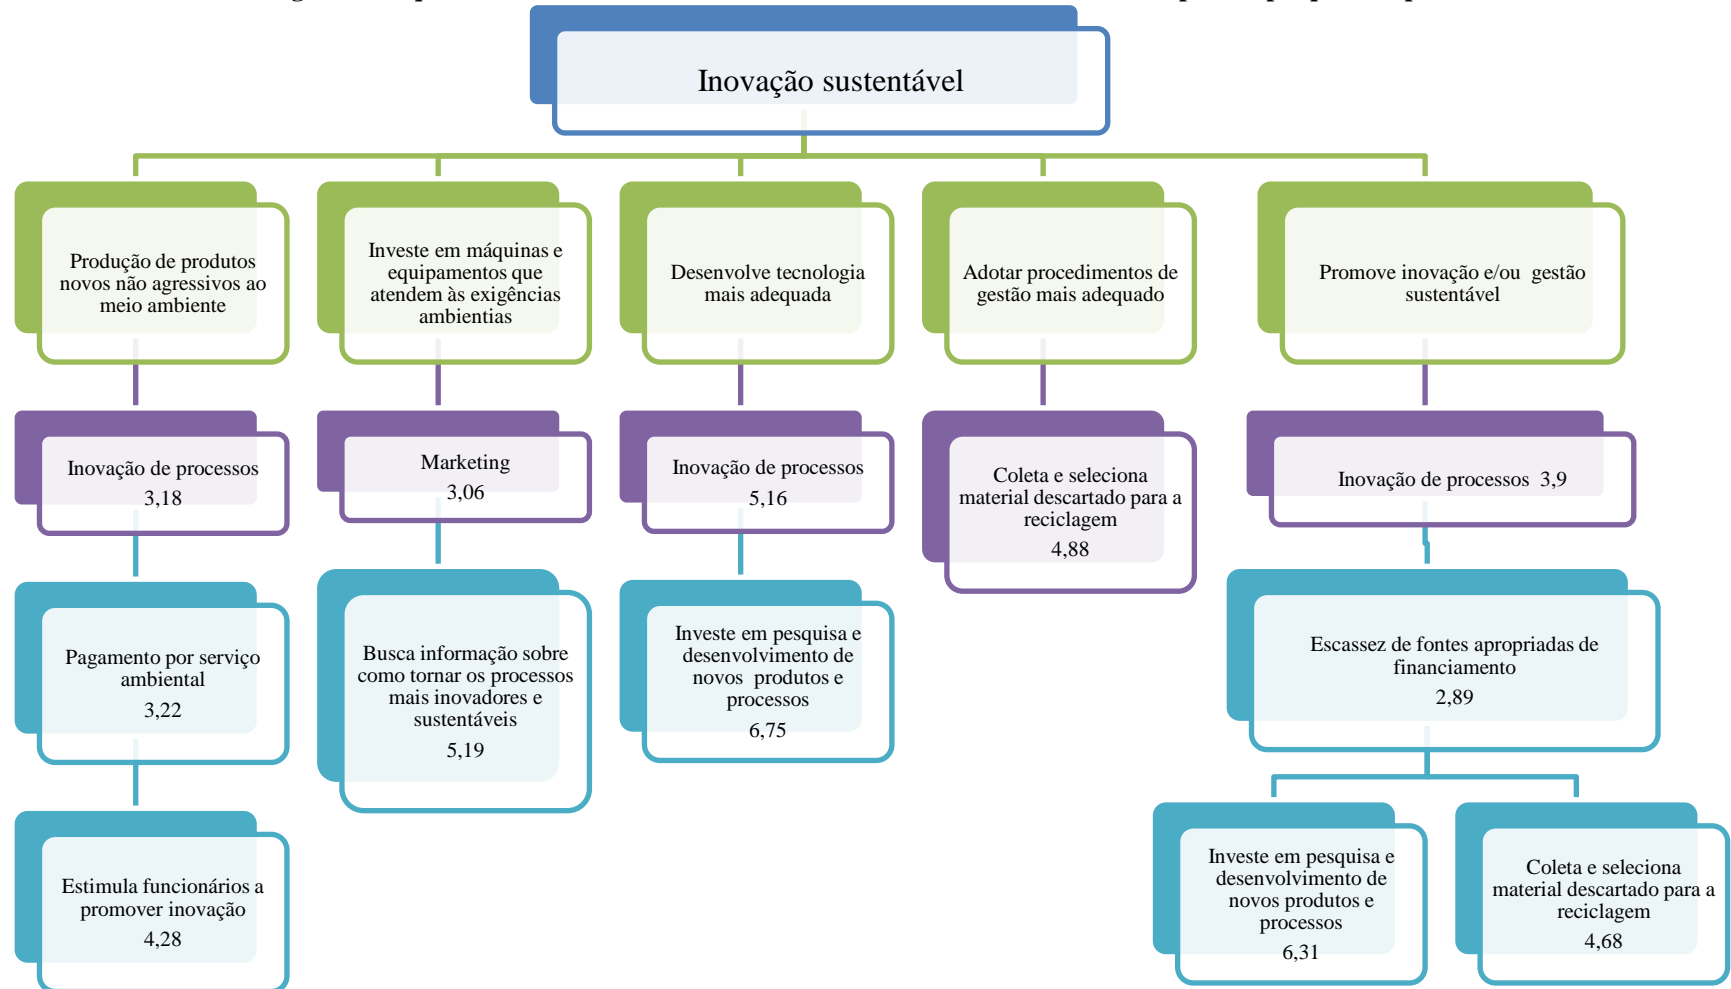 Inovação sustentável
Produção de produtos
novos não agressivos ao
meio ambiente
Investe em máquinas e
equipamentos que
atendem às exigências
ambientias
Desenvolve tecnologia
mais adequada
Adotar procedimentos de
gestão mais adequado
Promove inovação e/ou gestão
sustentável
Inovação de processos
3,18
Marketing
3,06
Inovação de processos
5,16
Coleta e seleciona
material descartado para a
reciclagem
4,88
Inovação de processos 3,9
Pagamento por serviço
ambiental
3,22
Busca informação sobre
como tornar os processos
mais inovadores e
sustentáveis
5,19
Investe em pesquisa e
desenvolvimento de
novos produtos e
processos
6,75
Escassez de fontes apropriadas de
financiamento
2,89
Estimula funcionários a
promover inovação
4,28
Investe em pesquisa e
desenvolvimento de
novos produtos e
processos
6,31
Coleta e seleciona
material descartado para a
reciclagem
4,68